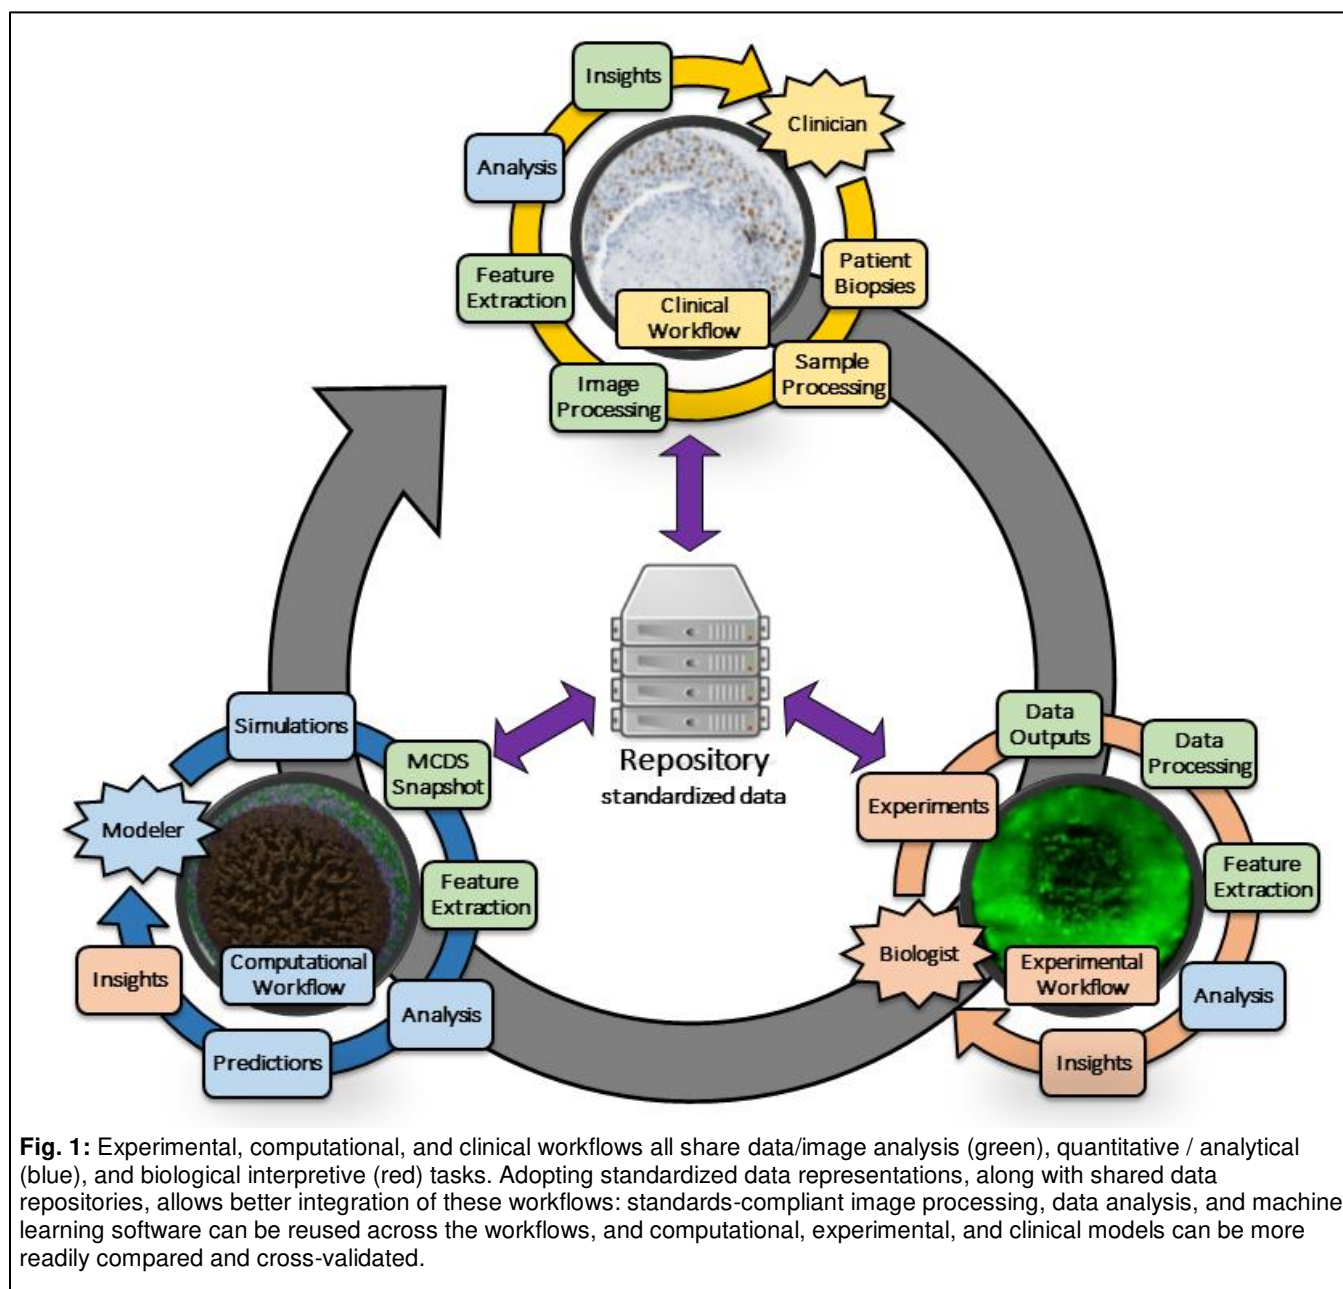 Insights
Clinician
Analysis
Patient
Biopsies
Feature
Extraction
Clinical
Workflow
Sample
Processing
Image
Processing
Repository
standardized data
Simulations
MCDS
Snapshot
Modeler
Feature
Extraction
Computational
Workflow
Insights
Analysis
Predictions
Data
Outputs
Data
Processing
Experiments
Feature
Extraction
Biologist
Experimental
Workflow
Analysis
Insights
Fig. 1: Experimental, computational, and clinical workflows all share data/image analysis (green), quantitative / analytical
(blue), and biological interpretive (red) tasks. Adopting standardized data representations, along with shared data
repositories, allows better integration of these workflows: standards-compliant image processing, data analysis, and machine
learning software can be reused across the workflows, and computational, experimental, and clinical models can be more
readily compared and cross-validated.